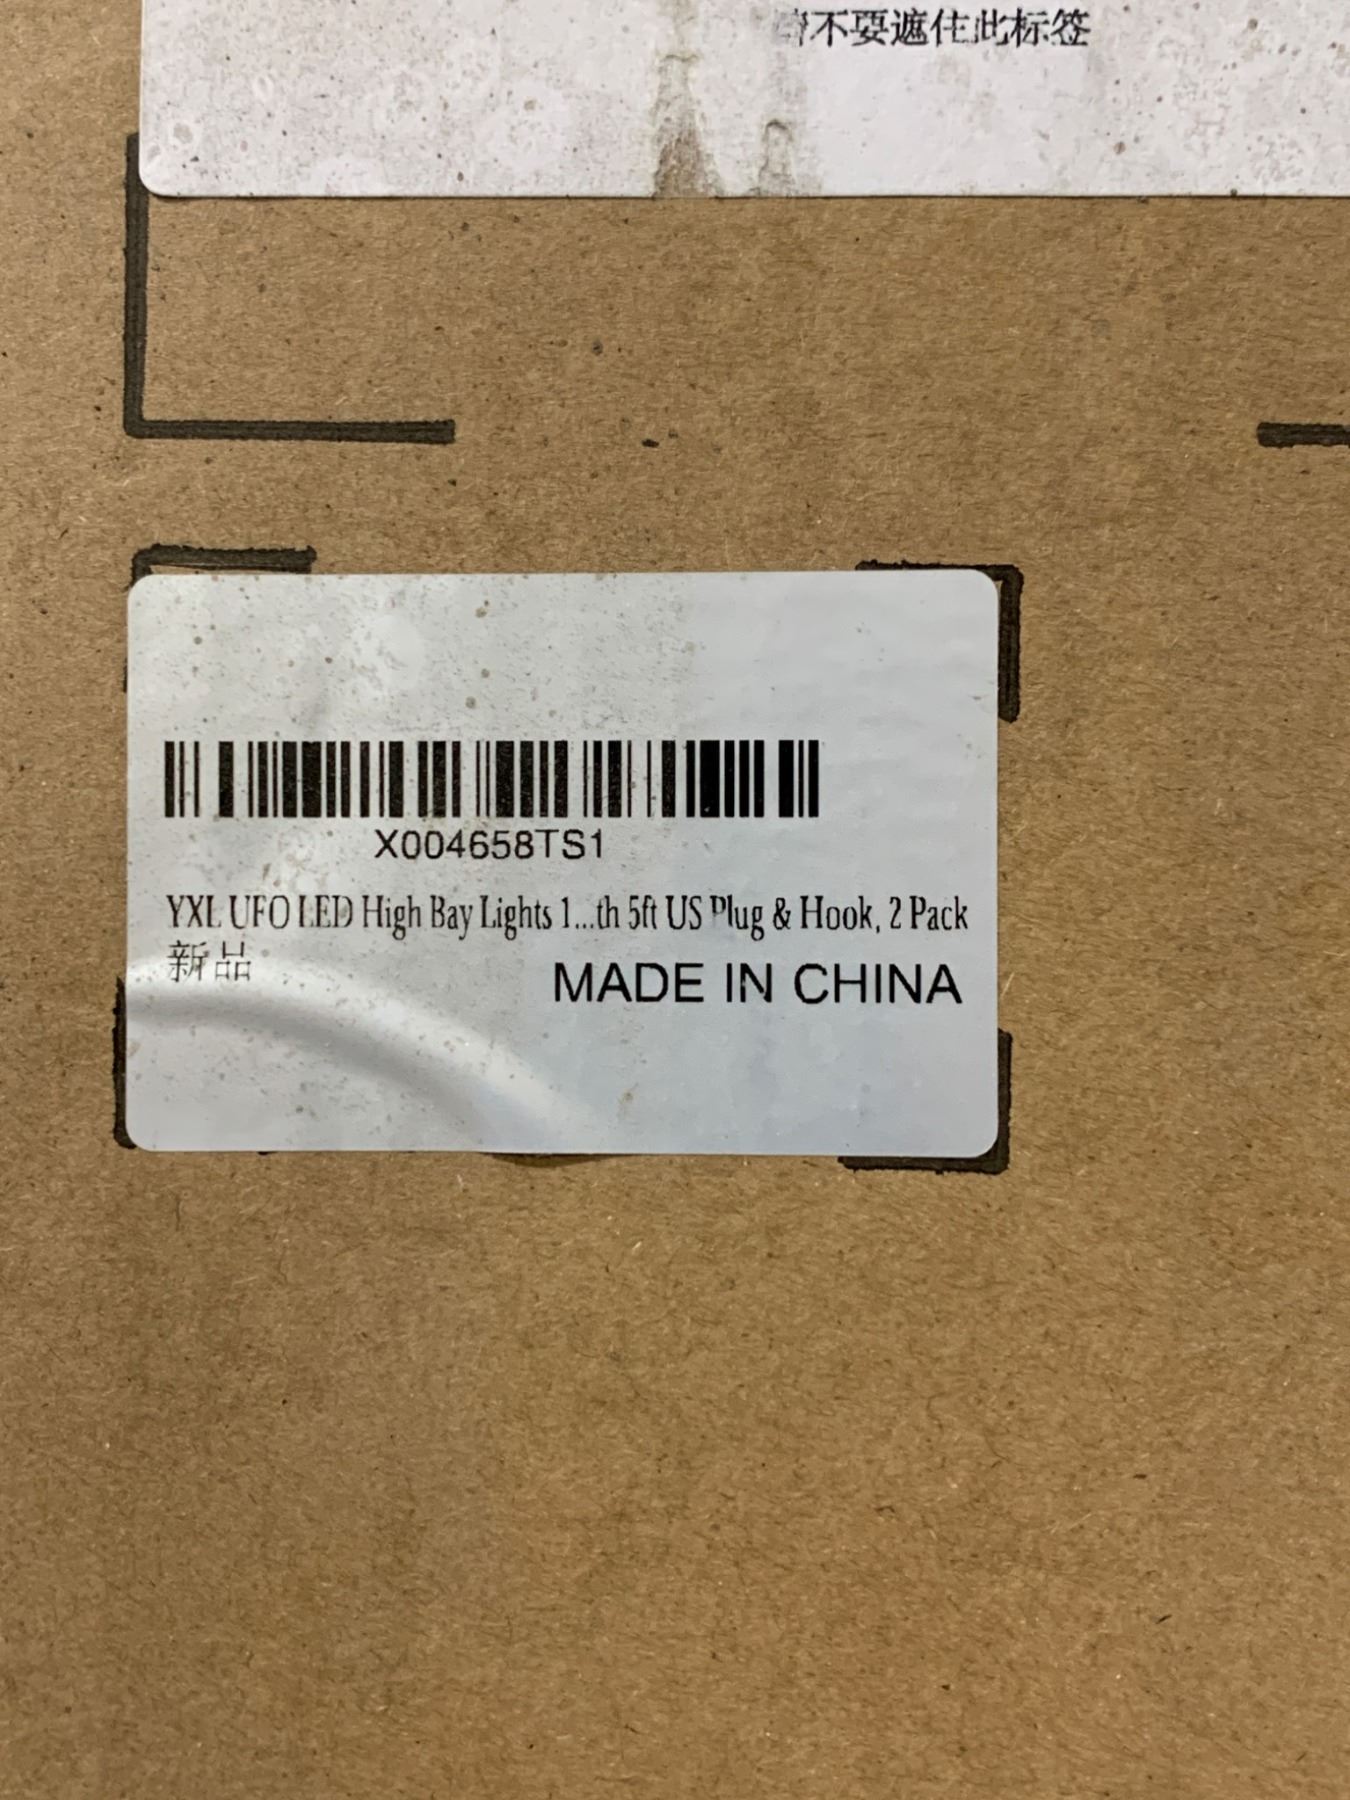 请不要遮住此标签
X004658TS1
YXL UFO LED High Bay Lights 1...th 5ft US Plug & Hook, 2 Pack
新品
MADE IN CHINA